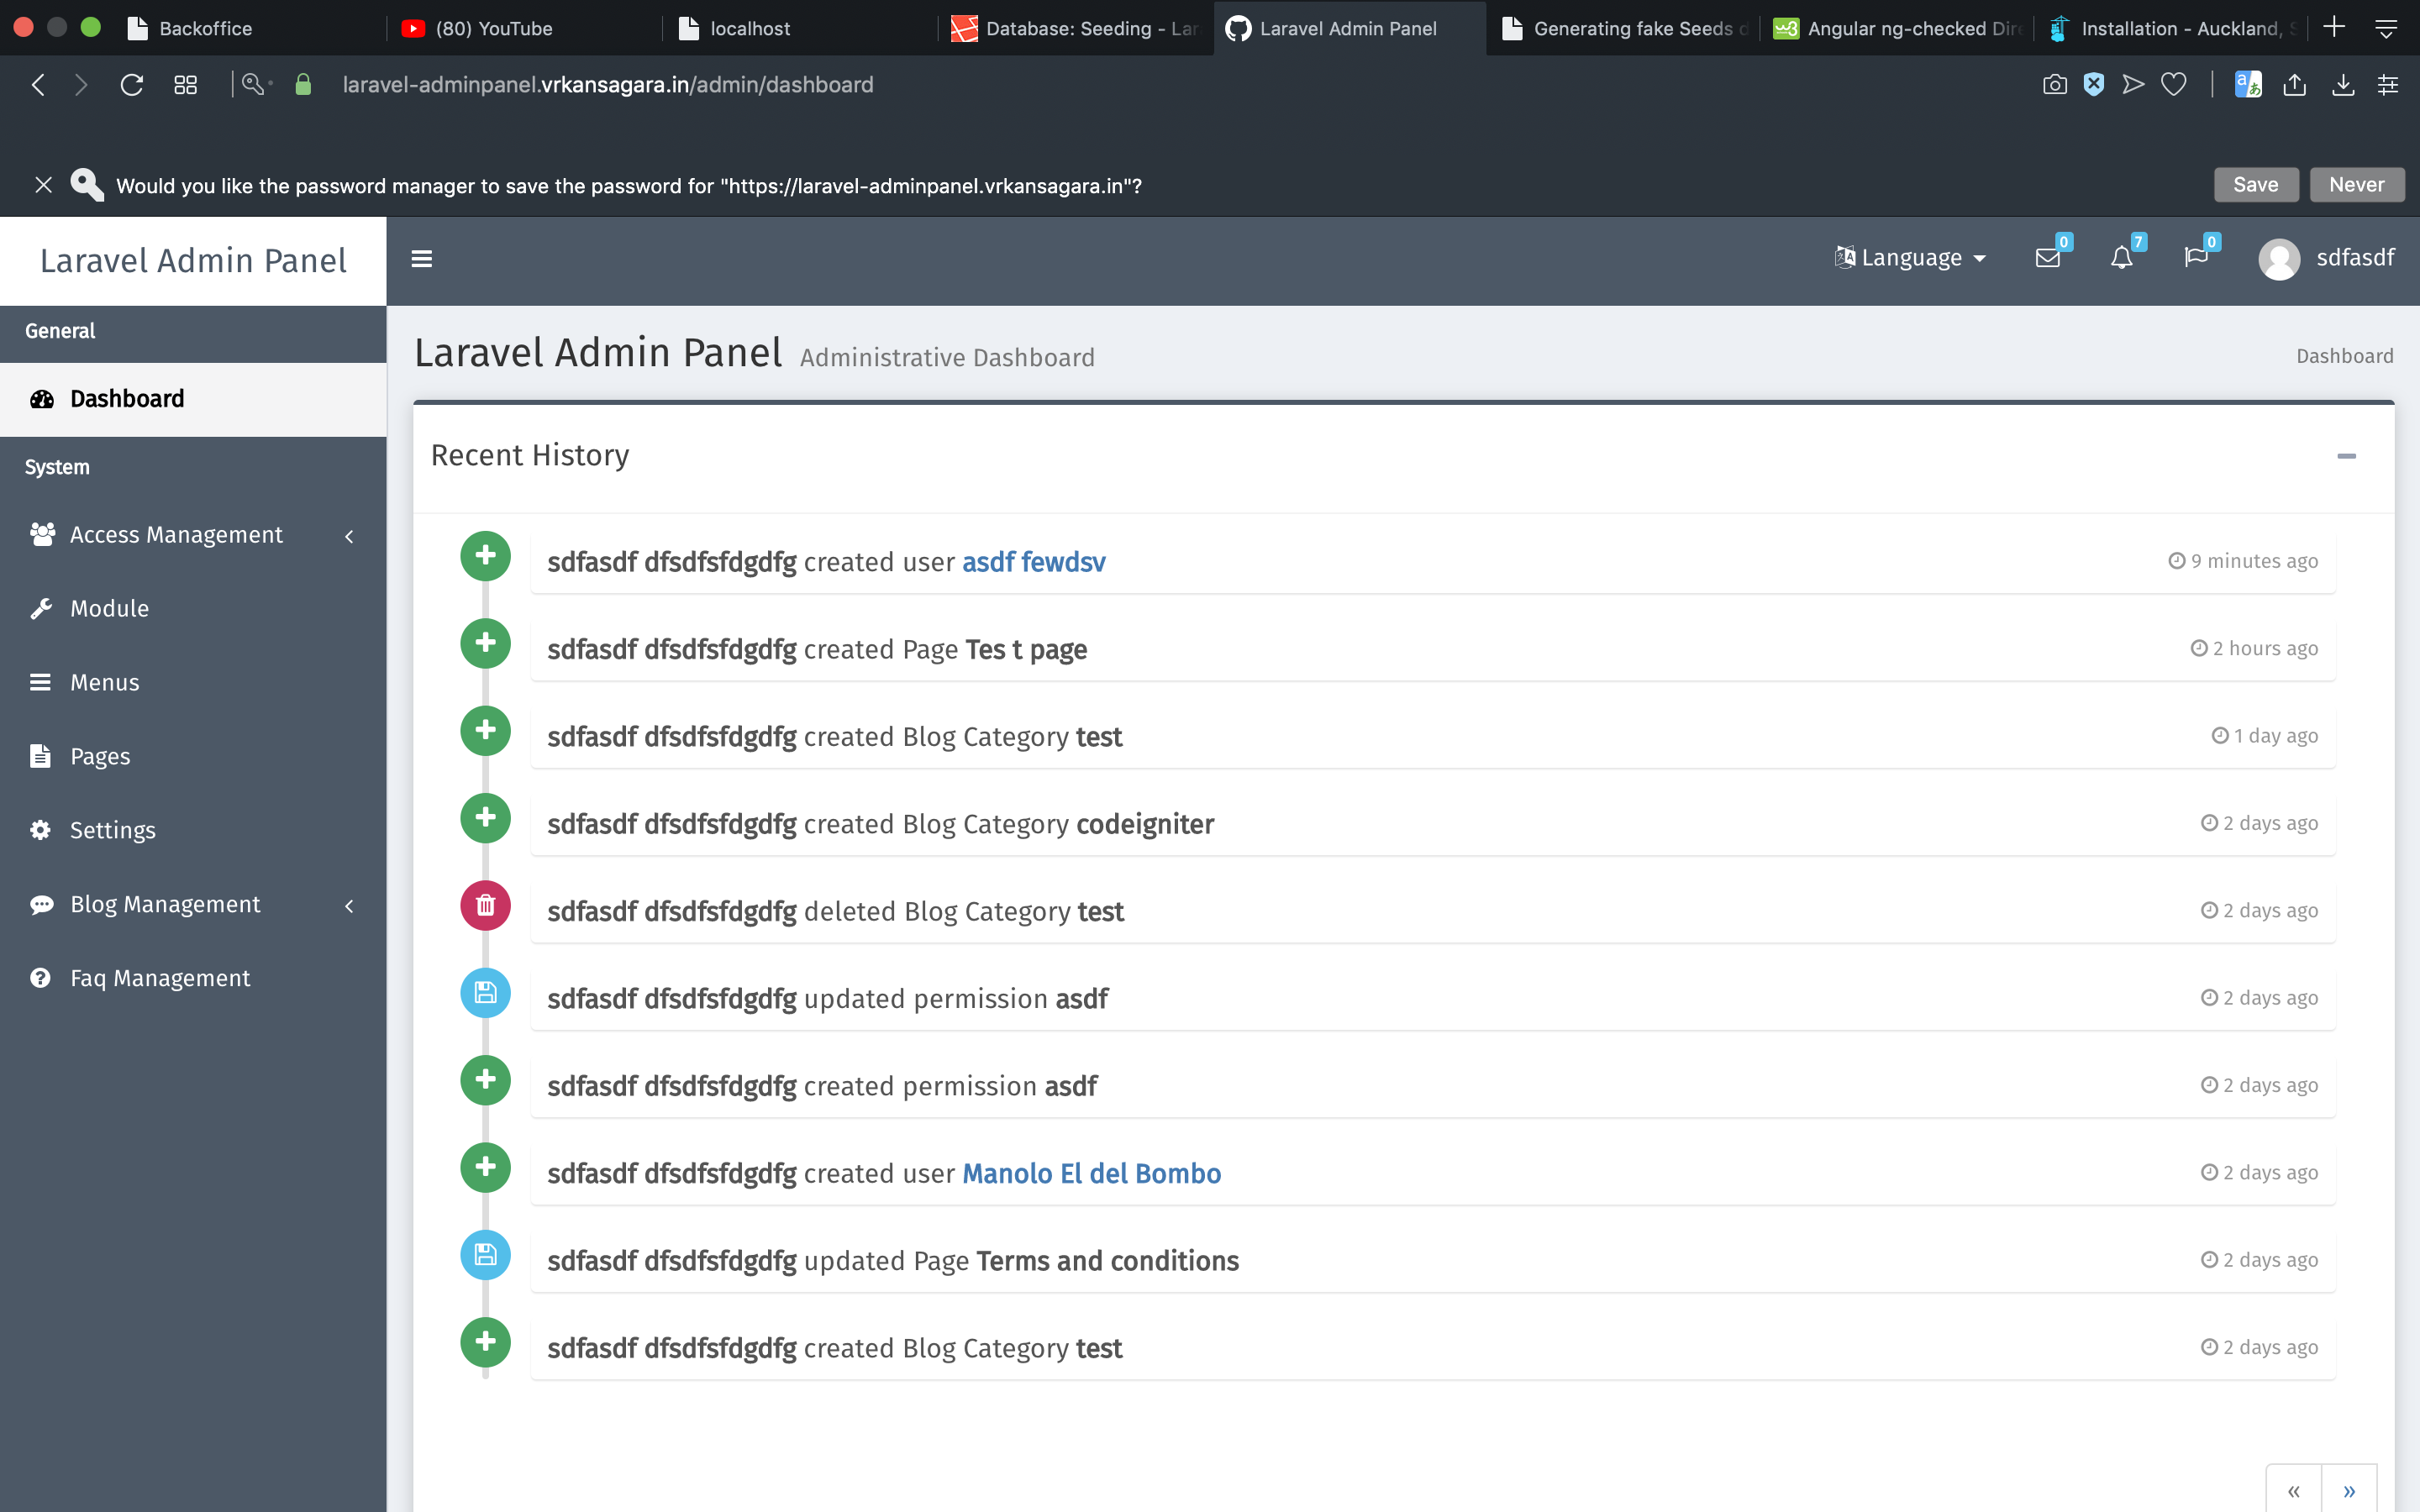 Backoffice
(80) YouTube
localhost
Database: Seeding - Lar
Laravel Admin Panel
Generating fake Seeds d
Angular ng-checked Dire
Installation - Auckland, S
laravel-adminpanel.vrkansagara.in/admin/dashboard
Would you like the password manager to save the password for "https://laravel-adminpanel.vrkansagara.in"?
Save
Never
Laravel Admin Panel
Language
0
7
0
sdfasdf
General
Dashboard
System
Access Management
Module
Menus
Pages
Settings
Blog Management
Faq Management
Laravel Admin Panel Administrative Dashboard
Dashboard
Recent History
sdfasdf dfsdfsfdgdfg created user asdf fewdsv
9 minutes ago
sdfasdf dfsdfsfdgdfg created Page Tes t page
2 hours ago
sdfasdf dfsdfsfdgdfg created Blog Category test
1 day ago
sdfasdf dfsdfsfdgdfg created Blog Category codeigniter
2 days ago
sdfasdf dfsdfsfdgdfg deleted Blog Category test
2 days ago
sdfasdf dfsdfsfdgdfg updated permission asdf
2 days ago
sdfasdf dfsdfsfdgdfg created permission asdf
2 days ago
sdfasdf dfsdfsfdgdfg created user Manolo El del Bombo
2 days ago
sdfasdf dfsdfsfdgdfg updated Page Terms and conditions
2 days ago
sdfasdf dfsdfsfdgdfg created Blog Category test
2 days ago
« »